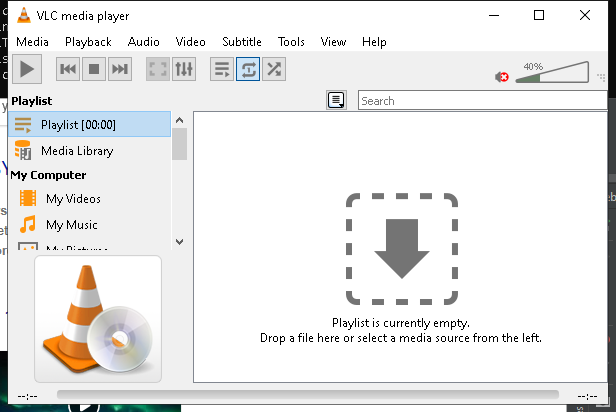 VLC media player
Media Playback Audio Video Subtitle Tools View Help
40%
Playlist
Search
Playlist [00:00]
Media Library
My Computer
My Videos
My Music
My Pictures
Playlist is currently empty.
Drop a file here or select a media source from the left.
--:-- --:--